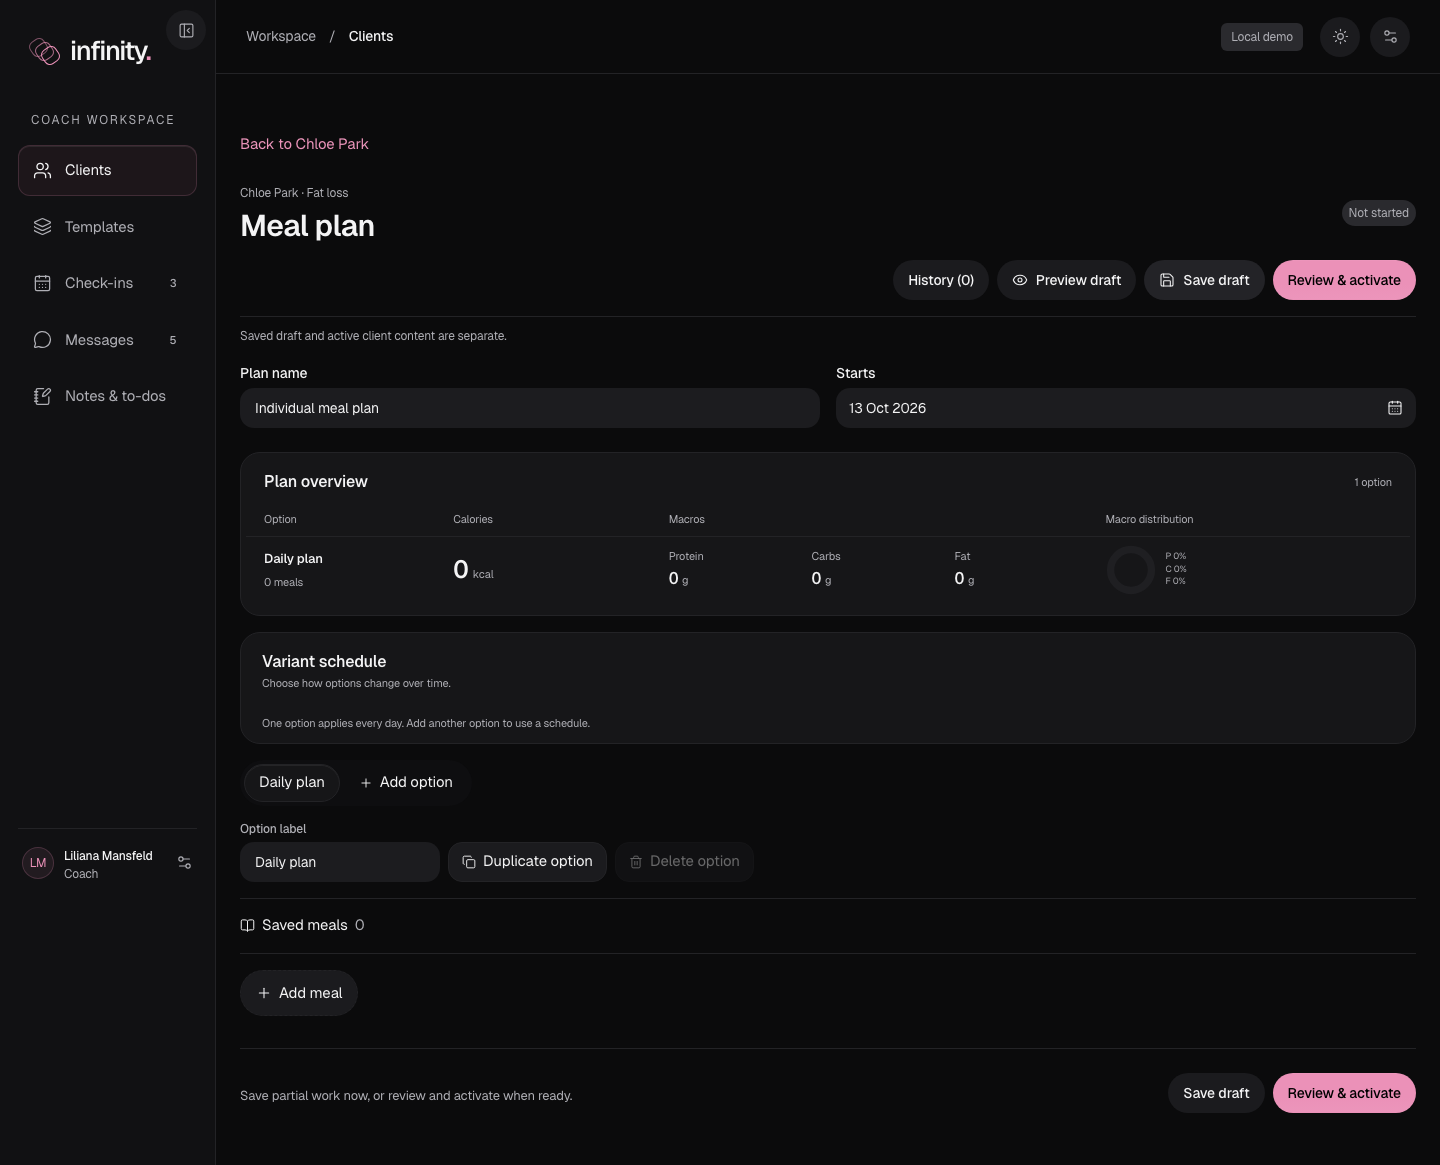 infinity.
COACH WORKSPACE
Clients
Templates
Check-ins 3
Messages 5
Notes & to-dos
LM
Liliana Mansfeld
Coach
Workspace / Clients
Local demo
Back to Chloe Park
Chloe Park · Fat loss
Meal plan
Not started
History (0)
Preview draft
Save draft
Review & activate
Saved draft and active client content are separate.
Plan name
Individual meal plan
Starts
13 Oct 2026
Plan overview
1 option
Option
Calories
Macros
Macro distribution
Daily plan
0 meals
0 kcal
Protein
0 g
Carbs
0 g
Fat
0 g
P 0%
C 0%
F 0%
Variant schedule
Choose how options change over time.
One option applies every day. Add another option to use a schedule.
Daily plan
Add option
Option label
Daily plan
Duplicate option
Delete option
Saved meals 0
Add meal
Save partial work now, or review and activate when ready.
Save draft
Review & activate